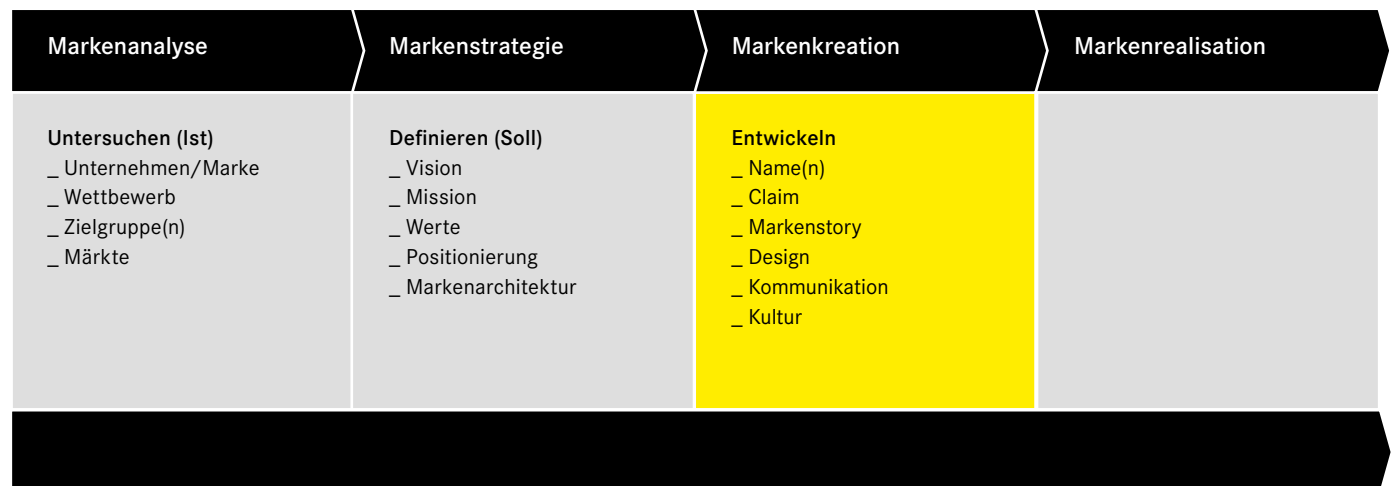 Markenanalyse
Markenstrategie
Markenkreation
Markenrealisation
Untersuchen (Ist)
_ Unternehmen/Marke
_ Wettbewerb
_ Zielgruppe(n)
_ Märkte
Definieren (Soll)
_ Vision
_ Mission
_ Werte
_ Positionierung
_ Markenarchitektur
Entwickeln
_ Name(n)
_ Claim
_ Markenstory
_ Design
_ Kommunikation
_ Kultur